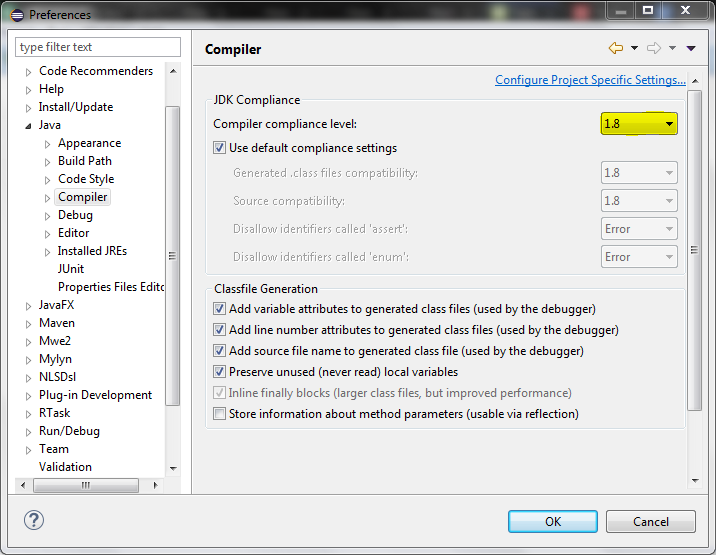 Preferences
type filter text
Code Recommenders
Help
Install/Update
Java
Appearance
Build Path
Code Style
Compiler
Debug
Editor
Installed JREs
JUnit
Properties Files Edito
JavaFX
Maven
Mwe2
Mylyn
NLSDsl
Plug-in Development
RTask
Run/Debug
Team
Validation
Compiler
Configure Project Specific Settings...
JDK Compliance
Compiler compliance level: 1.8
Use default compliance settings
Generated .class files compatibility: 1.8
Source compatibility: 1.8
Disallow identifiers called 'assert': Error
Disallow identifiers called 'enum': Error
Classfile Generation
Add variable attributes to generated class files (used by the debugger)
Add line number attributes to generated class files (used by the debugger)
Add source file name to generated class file (used by the debugger)
Preserve unused (never read) local variables
Inline finally blocks (larger class files, but improved performance)
Store information about method parameters (usable via reflection)
?
OK Cancel